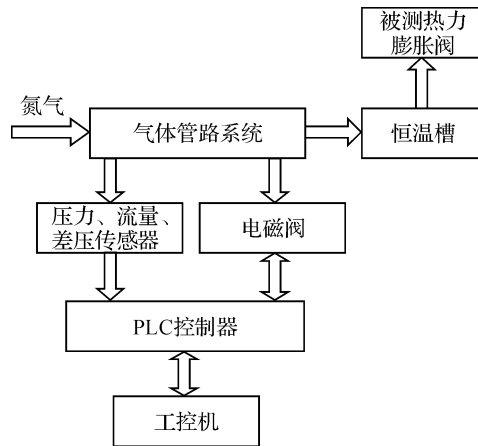 被测热力
膨胀阀
氮气
气体管路系统
恒温槽
压力、流量、
差压传感器
电磁阀
PLC控制器
工控机